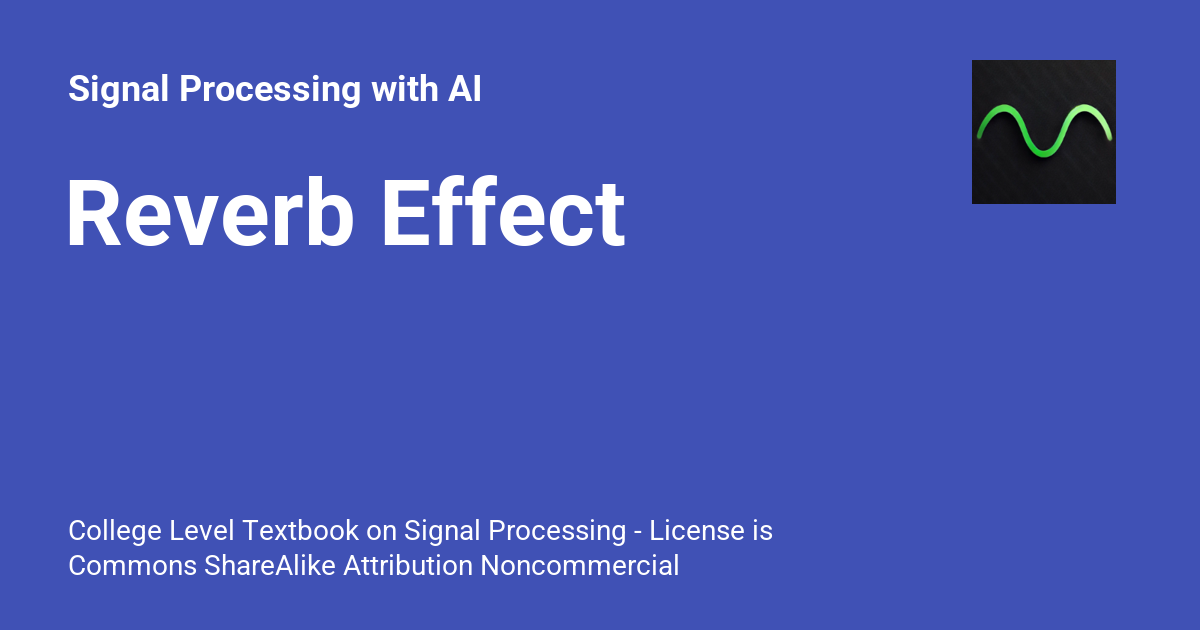 Signal Processing with AI
Reverb Effect
College Level Textbook on Signal Processing - License is
Commons ShareAlike Attribution Noncommercial